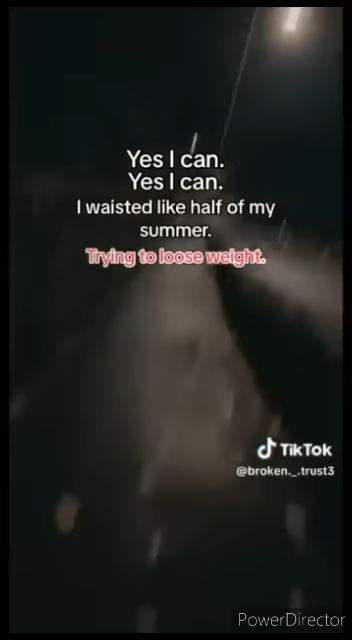 Yes I can.
Yes I can.
I waisted like half of my
summer.
Trying to loose weight.
TikTok
@broken._.trust3
PowerDirector